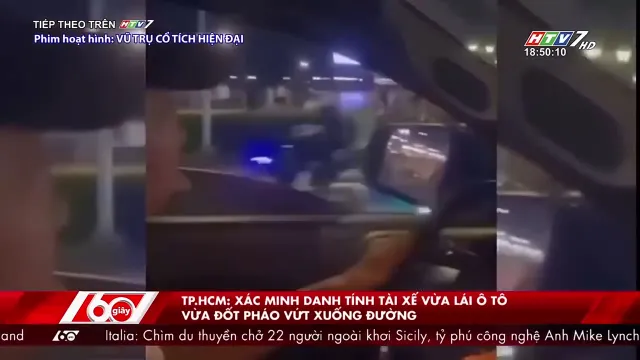 TIẾP THEO TRÊN HTV7
Phim hoạt hình: VŨ TRỤ CỔ TÍCH HIỆN ĐẠI
HTV7 HD
18:50:10
60 giây
TP.HCM: XÁC MINH DANH TÍNH TÀI XẾ VỪA LÁI Ô TÔ
VỪA ĐỐT PHÁO VỨT XUỐNG ĐƯỜNG
and 60 Italia: Chìm du thuyền chở 22 người ngoài khơi Sicily, tỷ phú công nghệ Anh Mike Lynch